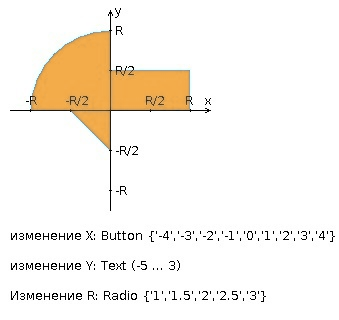 y
R
R/2
-R
-R/2
R/2
R
x
-R/2
-R
изменение X: Button {'-4','-3','-2','-1','0','1','2','3','4'}
изменение Y: Text (-5 ... 3)
Изменение R: Radio {'1','1.5','2','2.5','3'}